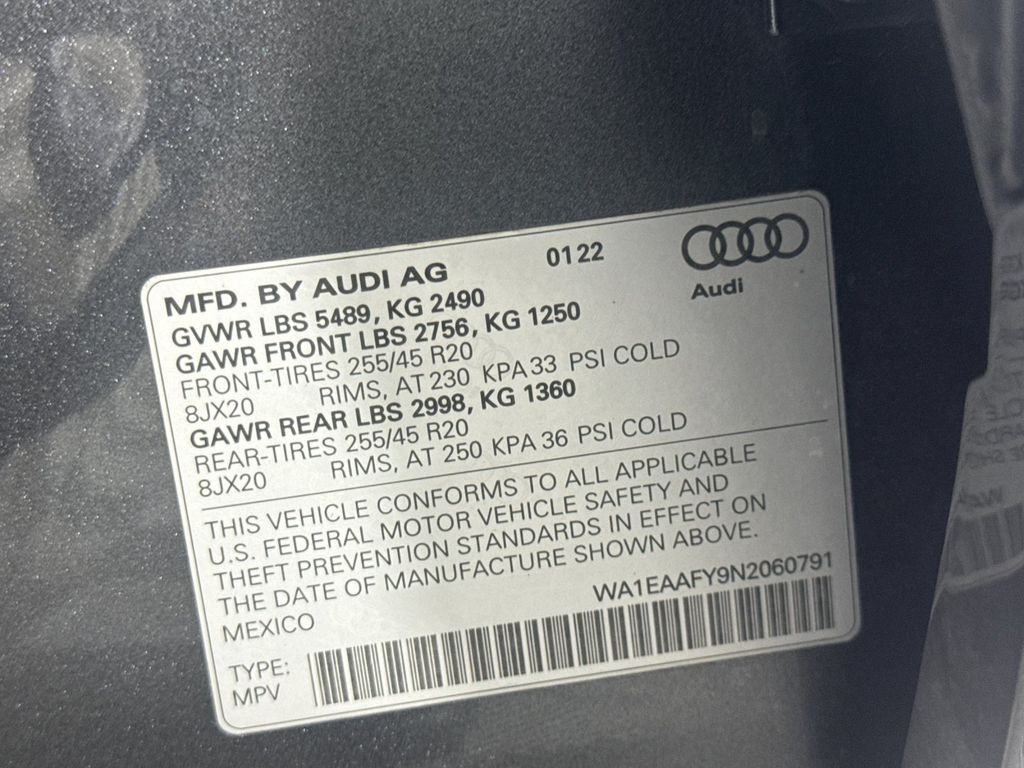 MFD. BY AUDI AG 01 22
Audi
GVWR LBS 5489, KG 2490
GAWR FRONT LBS 2756, KG 1250
FRONT-TIRES 255/45 R20
8JX20 RIMS, AT 230 KPA 33 PSI COLD
GAWR REAR LBS 2998, KG 1360
REAR-TIRES 255/45 R20
8JX20 RIMS, AT 250 KPA 36 PSI COLD
THIS VEHICLE CONFORMS TO ALL APPLICABLE
U.S. FEDERAL MOTOR VEHICLE SAFETY AND
THEFT PREVENTION STANDARDS IN EFFECT ON
THE DATE OF MANUFACTURE SHOWN ABOVE.
MEXICO WA1EAAFY9N2060791
TYPE:
MPV